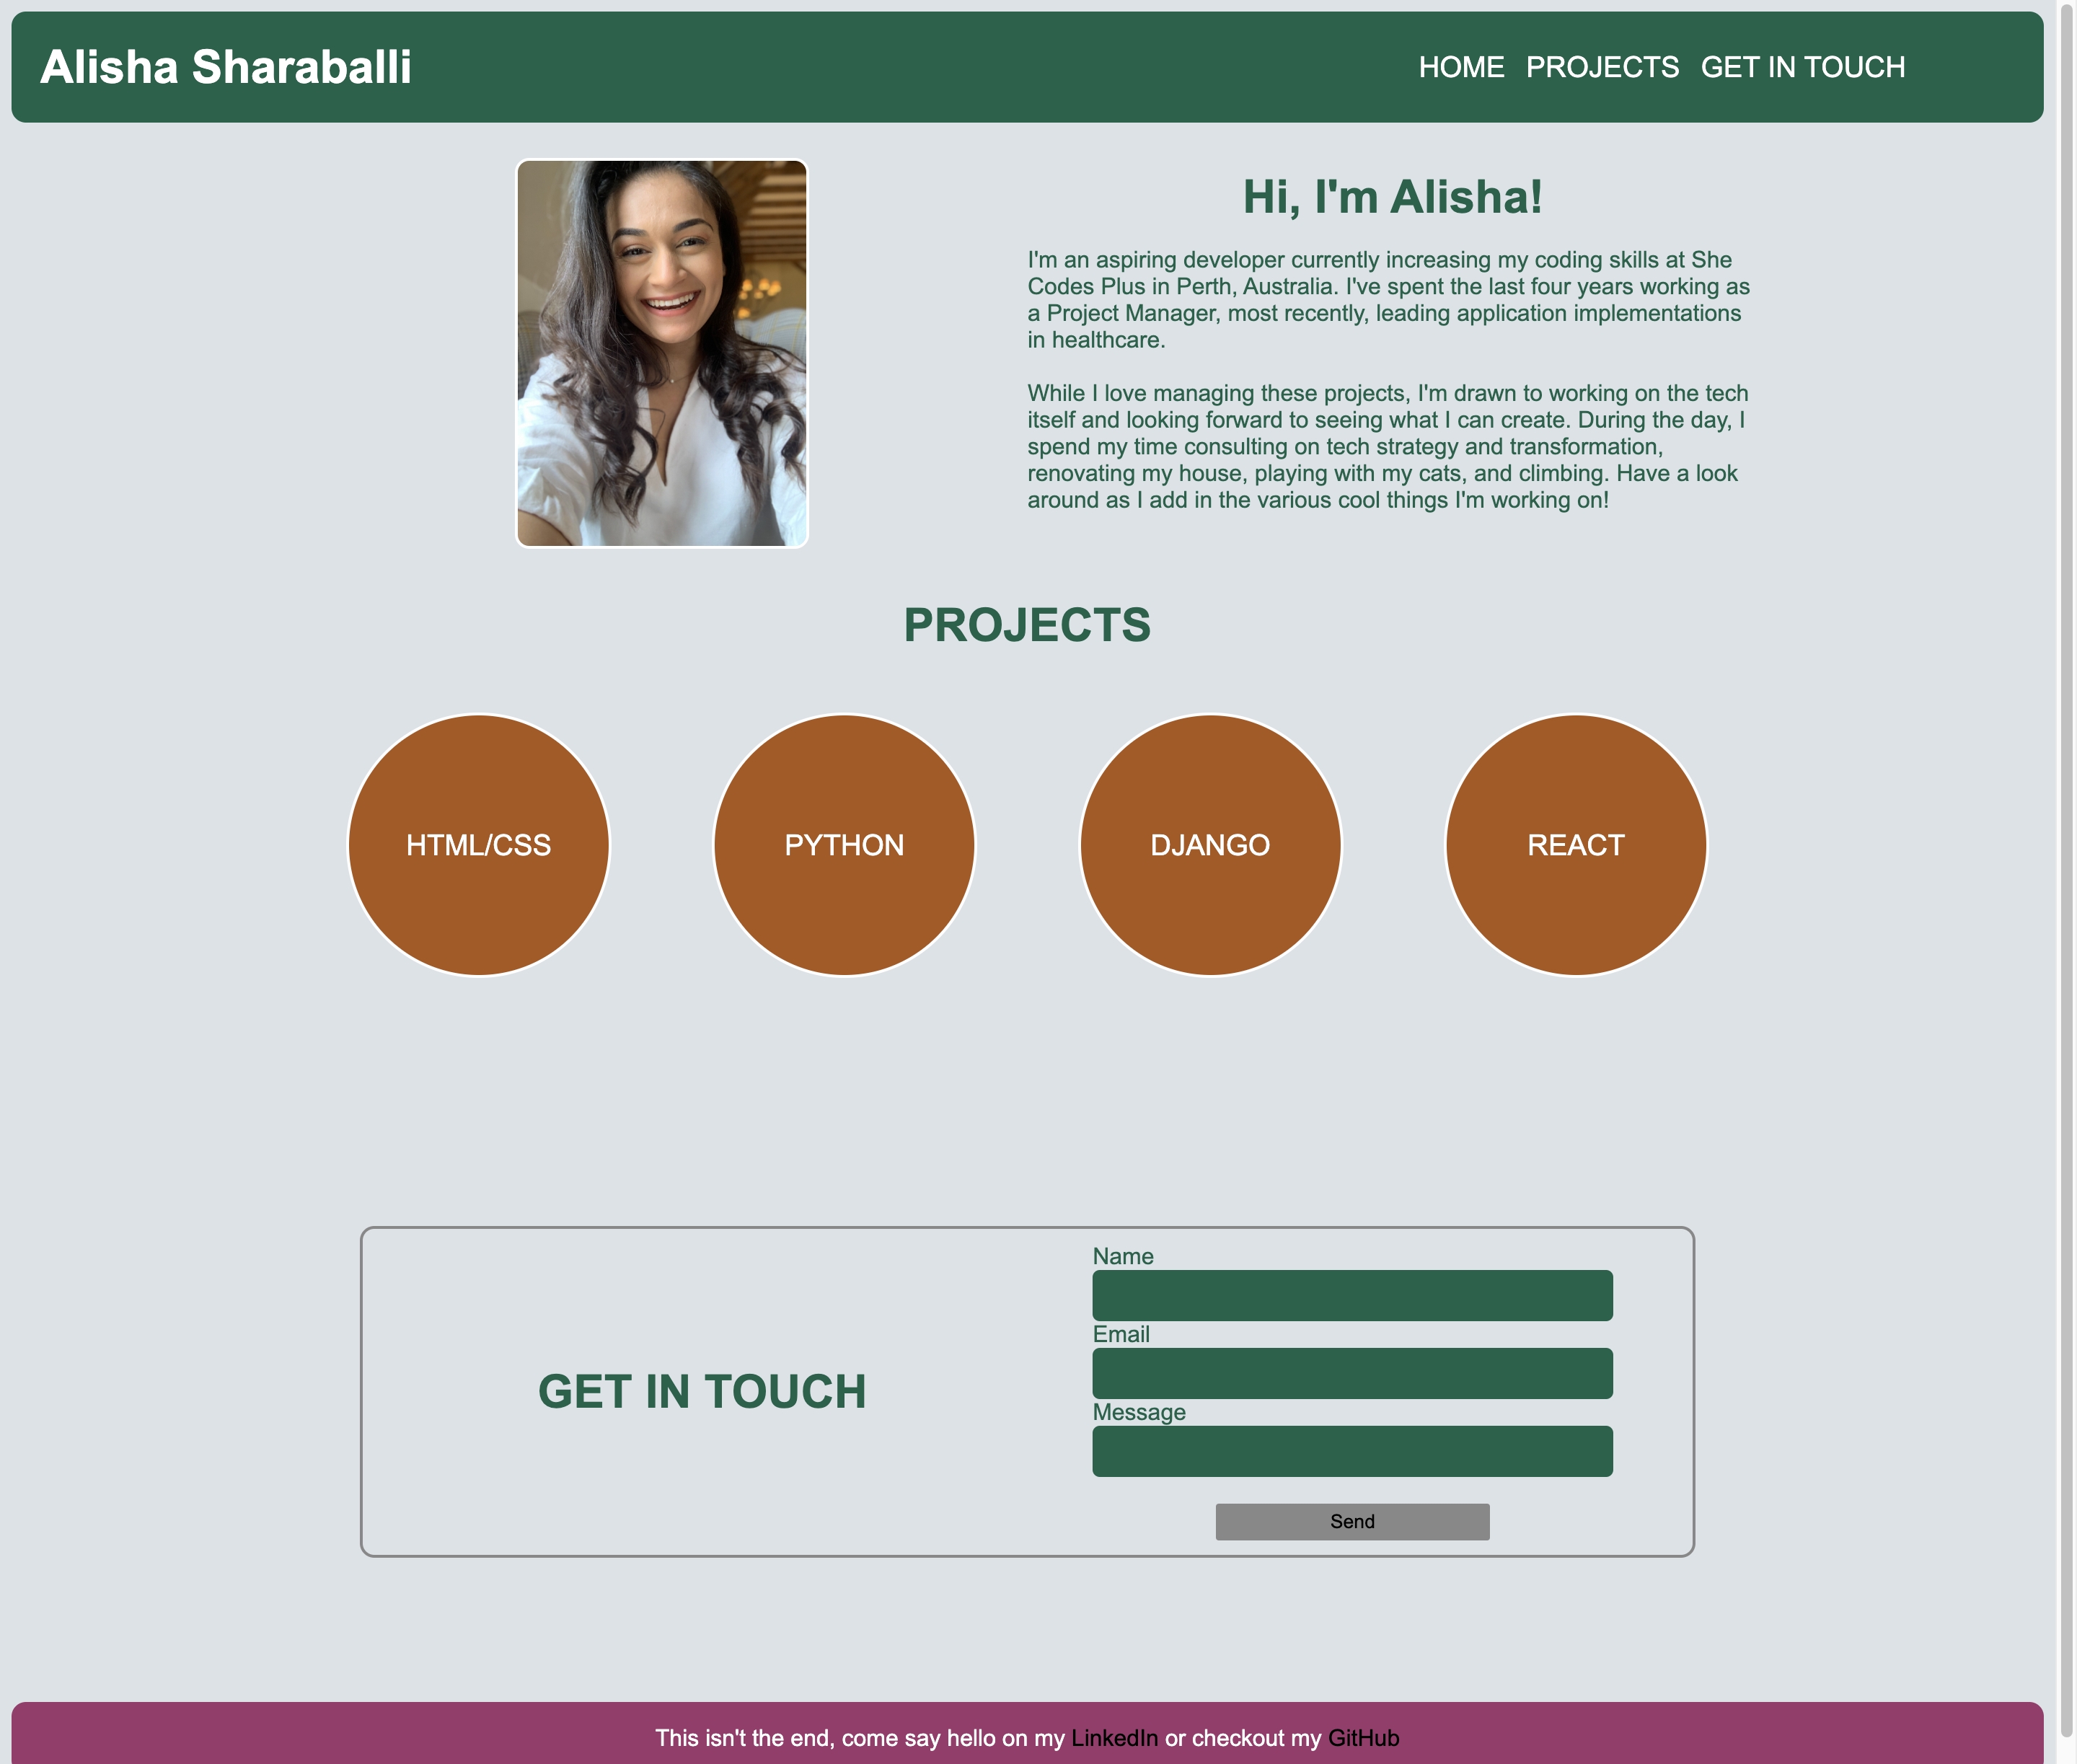 Alisha Sharaballi
HOME PROJECTS GET IN TOUCH
Hi, I'm Alisha!
I'm an aspiring developer currently increasing my coding skills at She
Codes Plus in Perth, Australia. I've spent the last four years working as
a Project Manager, most recently, leading application implementations
in healthcare.
While I love managing these projects, I'm drawn to working on the tech
itself and looking forward to seeing what I can create. During the day, I
spend my time consulting on tech strategy and transformation,
renovating my house, playing with my cats, and climbing. Have a look
around as I add in the various cool things I'm working on!
PROJECTS
HTML/CSS
PYTHON
DJANGO
REACT
GET IN TOUCH
Name
Email
Message
Send
This isn't the end, come say hello on my LinkedIn or checkout my GitHub